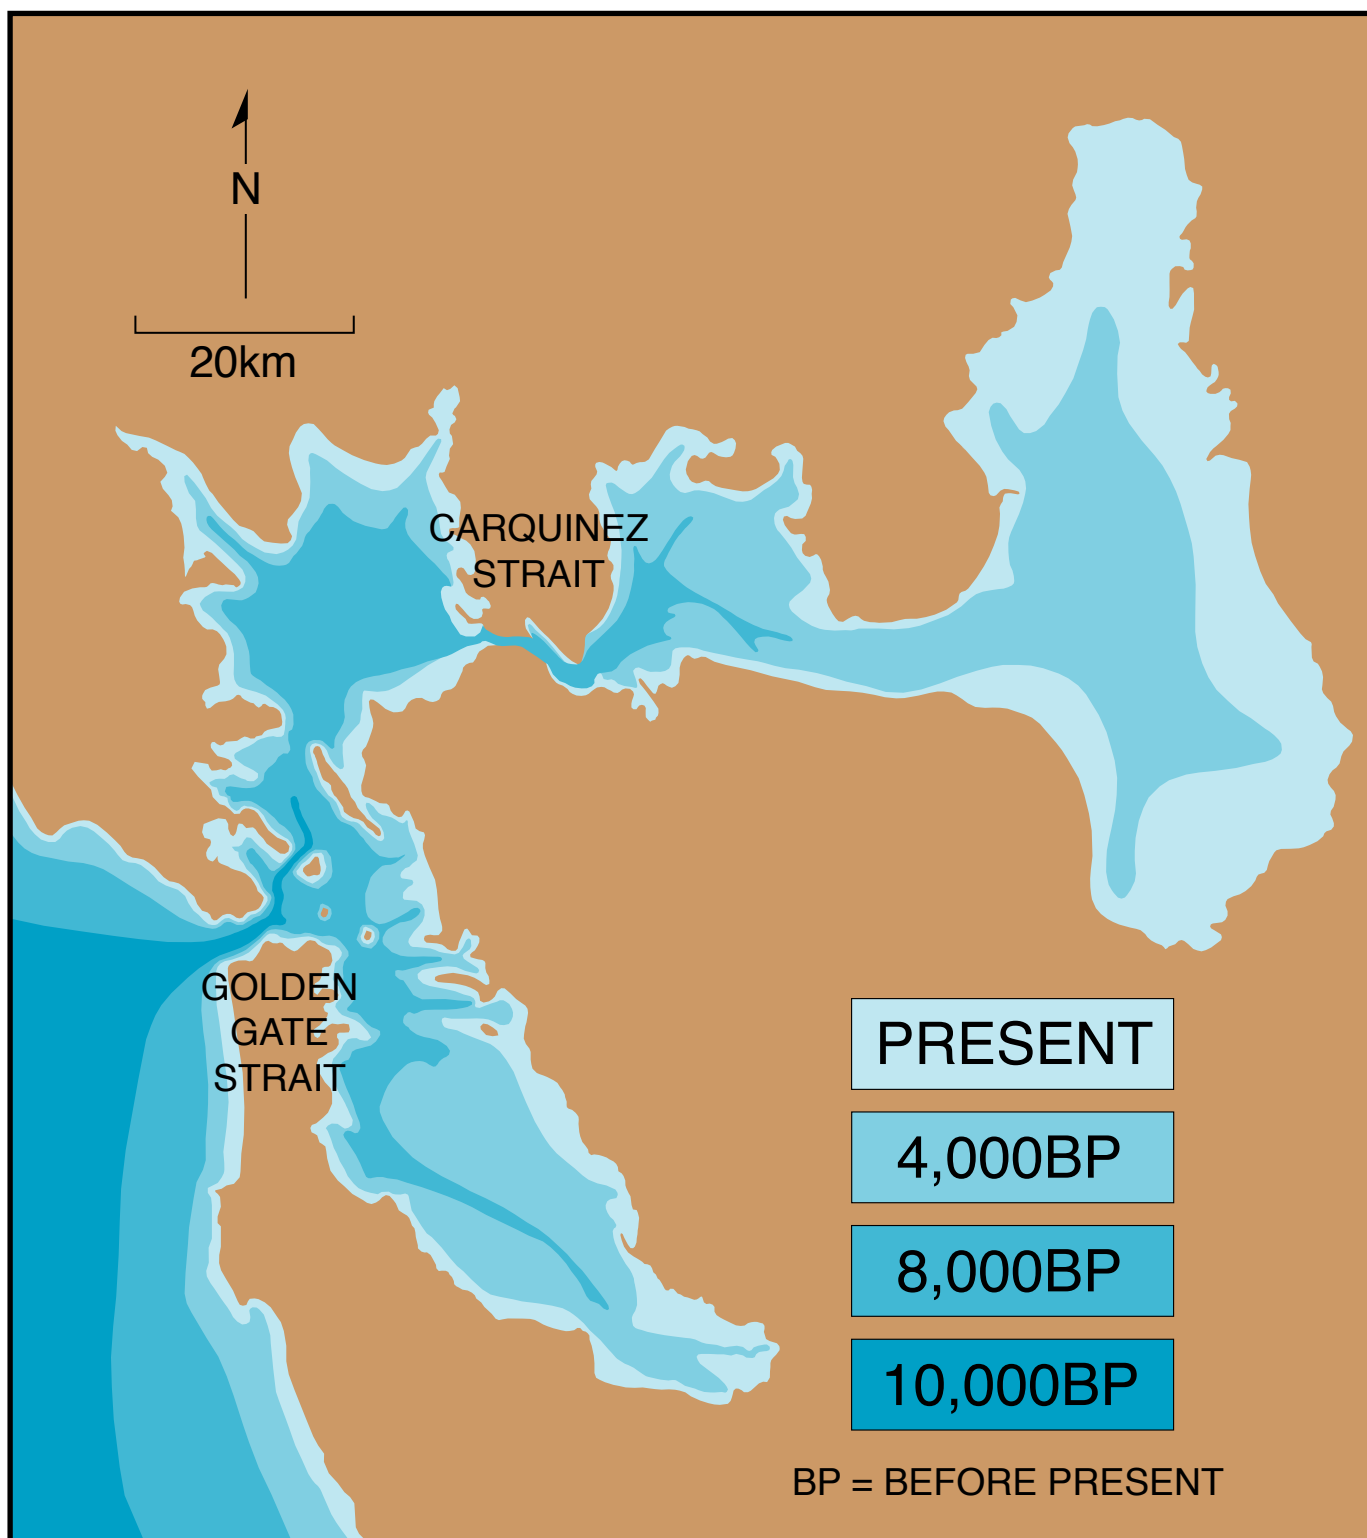 N
20km
CARQUINEZ
STRAIT
GOLDEN
GATE
STRAIT
PRESENT
4,000BP
8,000BP
10,000BP
BP = BEFORE PRESENT